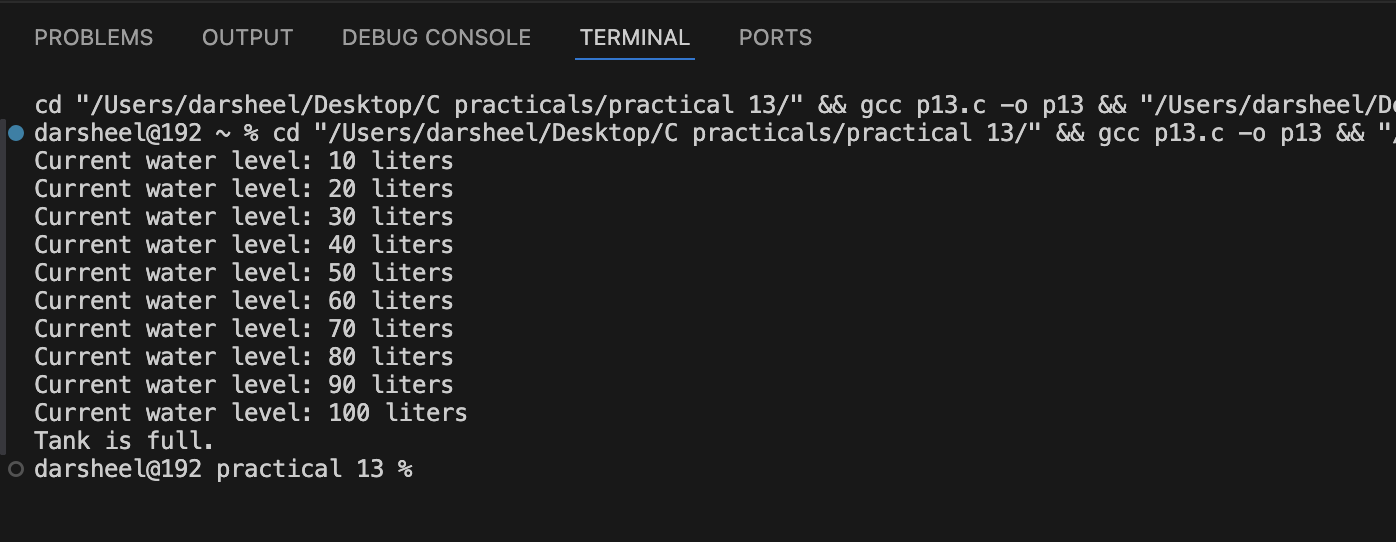 PROBLEMS OUTPUT DEBUG CONSOLE TERMINAL PORTS
cd "/Users/darsheel/Desktop/C practicals/practical 13/" && gcc p13.c -o p13 && "/Users/darsheel/D
darsheel@192 ~ % cd "/Users/darsheel/Desktop/C practicals/practical 13/" && gcc p13.c -o p13 && "/
Current water level: 10 liters
Current water level: 20 liters
Current water level: 30 liters
Current water level: 40 liters
Current water level: 50 liters
Current water level: 60 liters
Current water level: 70 liters
Current water level: 80 liters
Current water level: 90 liters
Current water level: 100 liters
Tank is full.
darsheel@192 practical 13 %